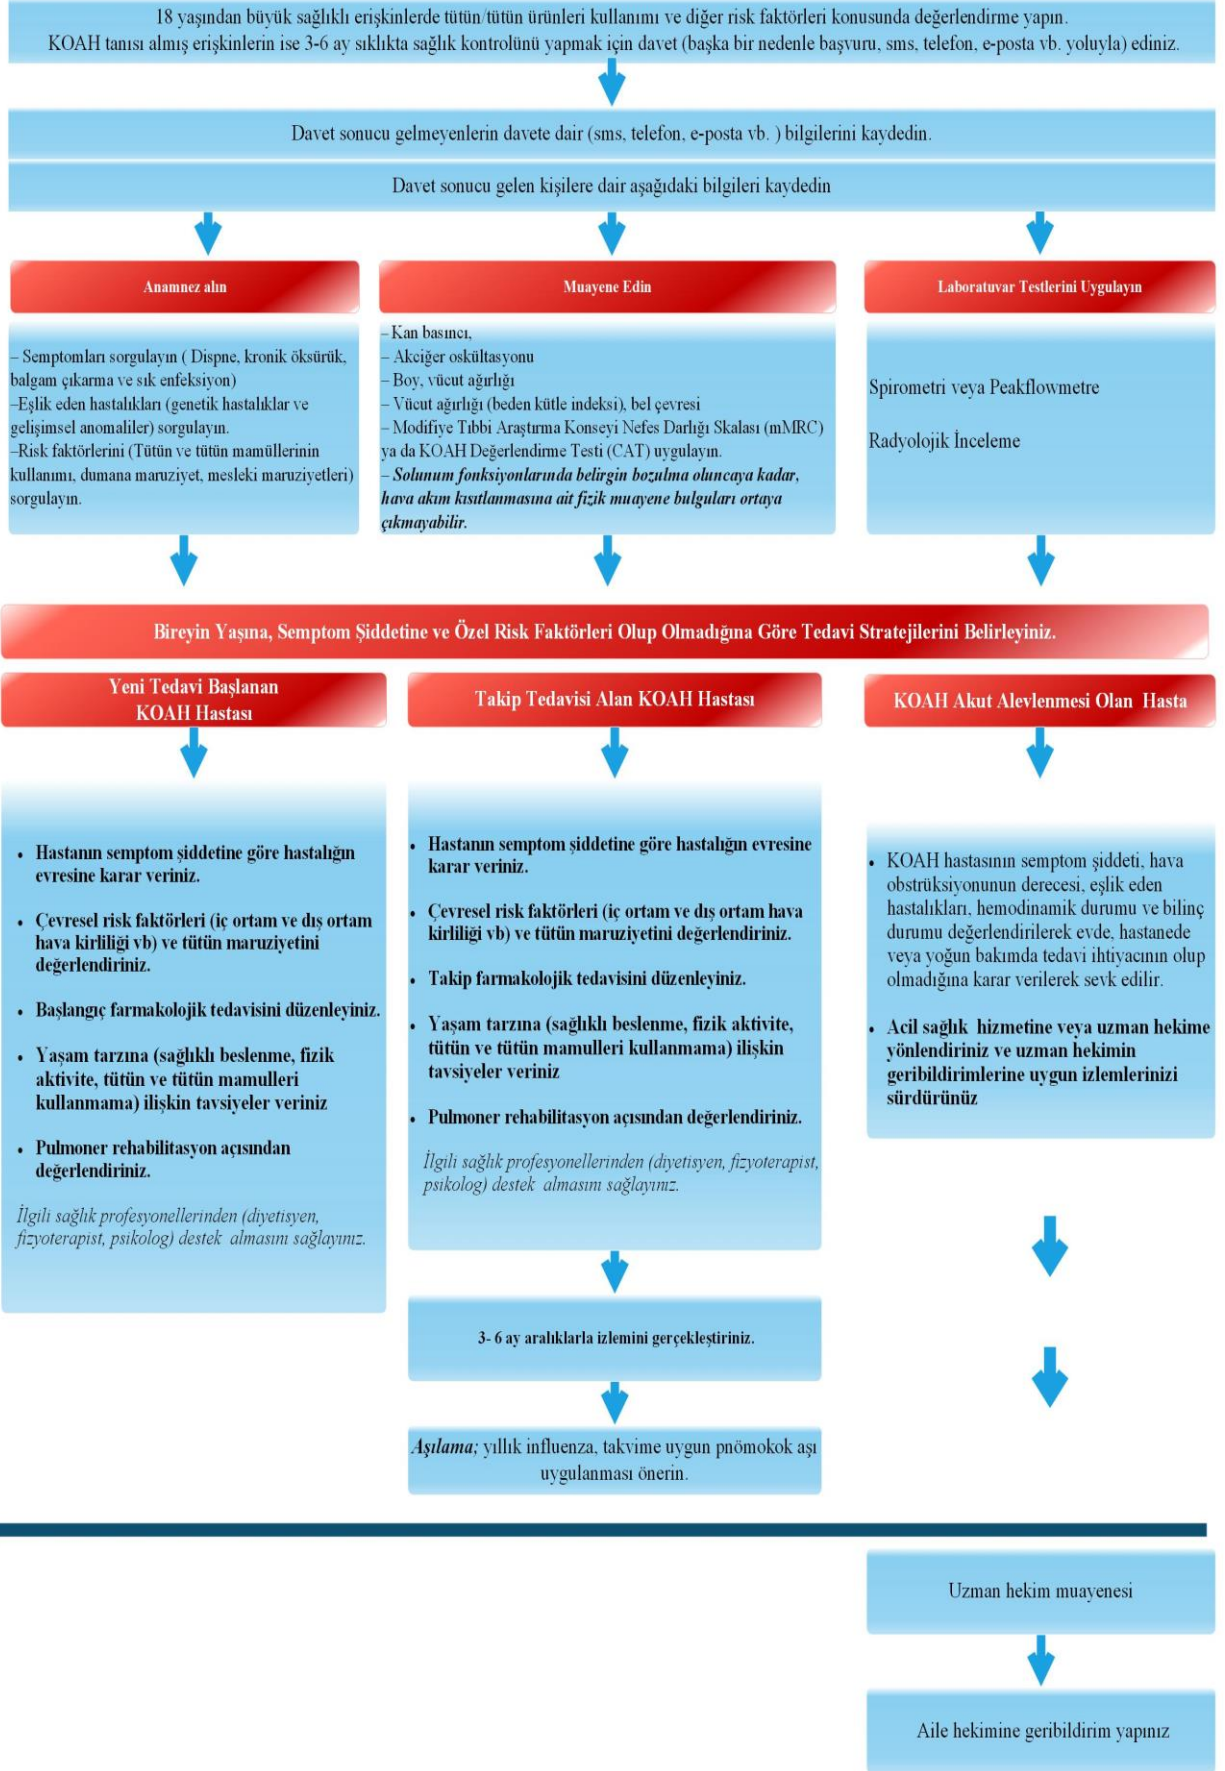 18 yaşından büyük sağlıklı erişkinlerde tütün/tütün ürünleri kullanımı ve diğer risk faktörleri konusunda değerlendirme yapın.
KOAH tanısı almış erişkinlerin ise 3-6 ay sıklıkta sağlık kontrolünü yapmak için davet (başka bir nedenle başvuru, sms, telefon, e-posta vb. yoluyla) ediniz.
Davet sonucu gelmeyenlerin davete dair (sms, telefon, e-posta vb. ) bilgilerini kaydedin.
Davet sonucu gelen kişilere dair aşağıdaki bilgileri kaydedin
Anamnez alın
– Semptomları sorgulayın ( Dispne, kronik öksürük,
balgam çıkarma ve sık enfeksiyon)
–Eşlik eden hastalıkları (genetik hastalıklar ve
gelişimsel anomaliler) sorgulayın.
–Risk faktörlerini (Tütün ve tütün mamüllerinin
kullanımı, dumana maruziyet, mesleki maruziyetleri)
sorgulayın.
Muayene Edin
– Kan basıncı,
– Akciğer oskültasyonu
– Boy, vücut ağırlığı
– Vücut ağırlığı (beden kütle indeksi), bel çevresi
– Modifiye Tıbbi Araştırma Konseyi Nefes Darlığı Skalası (mMRC)
ya da KOAH Değerlendirme Testi (CAT) uygulayın.
– Solunum fonksiyonlarında belirgin bozulma oluncaya kadar,
hava akım kısıtlanmasına ait fizik muayene bulguları ortaya
çıkmayabilir.
Laboratuvar Testlerini Uygulayın
Spirometri veya Peakflowmetre
Radyolojik İnceleme
Bireyin Yaşına, Semptom Şiddetine ve Özel Risk Faktörleri Olup Olmadığına Göre Tedavi Stratejilerini Belirleyiniz.
Yeni Tedavi Başlanan
KOAH Hastası
• Hastanın semptom şiddetine göre hastalığın
evresine karar veriniz.
• Çevresel risk faktörleri (iç ortam ve dış ortam
hava kirliliği vb) ve tütün maruziyetini
değerlendiriniz.
• Başlangıç farmakolojik tedavisini düzenleyiniz.
• Yaşam tarzına (sağlıklı beslenme, fizik
aktivite, tütün ve tütün mamulleri
kullanmama) ilişkin tavsiyeler veriniz
• Pulmoner rehabilitasyon açısından
değerlendiriniz.
İlgili sağlık profesyonellerinden (diyetisyen,
fizyoterapist, psikolog) destek almasını sağlayınız.
Takip Tedavisi Alan KOAH Hastası
• Hastanın semptom şiddetine göre hastalığın evresine
karar veriniz.
• Çevresel risk faktörleri (iç ortam ve dış ortam hava
kirliliği vb) ve tütün maruziyetini değerlendiriniz.
• Takip farmakolojik tedavisini düzenleyiniz.
• Yaşam tarzına (sağlıklı beslenme, fizik aktivite,
tütün ve tütün mamulleri kullanmama) ilişkin
tavsiyeler veriniz
• Pulmoner rehabilitasyon açısından değerlendiriniz.
İlgili sağlık profesyonellerinden (diyetisyen, fizyoterapist,
psikolog) destek almasını sağlayınız.
3- 6 ay aralıklarla izlemini gerçekleştiriniz.
Aşılama; yıllık influenza, takvime uygun pnömokok aşı
uygulanması önerin.
KOAH Akut Alevlenmesi Olan Hasta
• KOAH hastasının semptom şiddeti, hava
obstrüksiyonunun derecesi, eşlik eden
hastalıkları, hemodinamik durumu ve bilinç
durumu değerlendirilerek evde, hastanede
veya yoğun bakımda tedavi ihtiyacının olup
olmadığına karar verilerek sevk edilir.
• Acil sağlık hizmetine veya uzman hekime
yönlendiriniz ve uzman hekimin
geribildirimlerine uygun izlemlerinizi
sürdürünüz
Uzman hekim muayenesi
Aile hekimine geribildirim yapınız